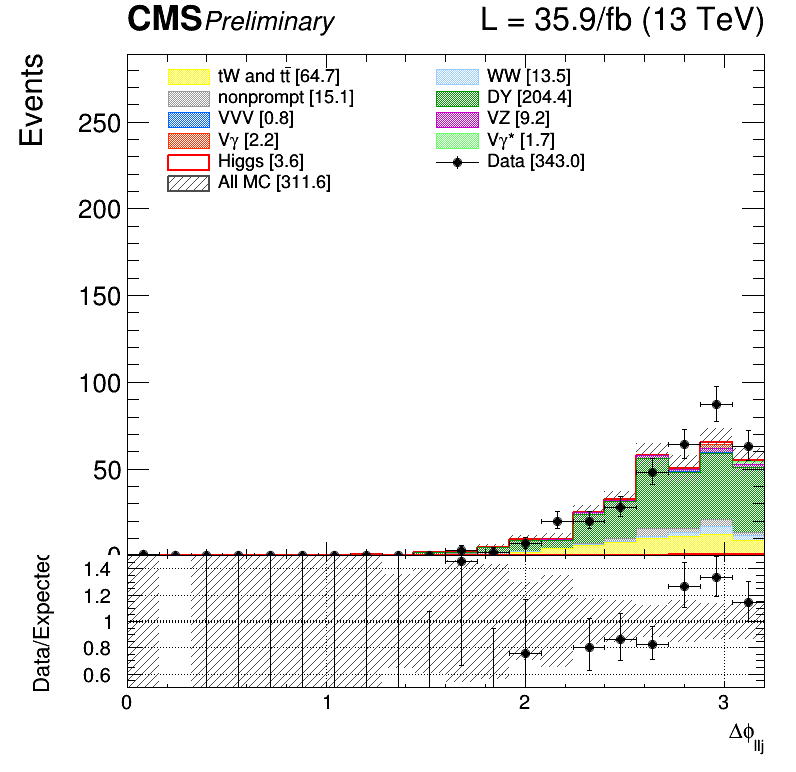 CMS Preliminary L = 35.9/fb (13 TeV)
Events
tW and tt̄ [64.7] WW [13.5]
nonprompt [15.1] DY [204.4]
VVV [0.8] VZ [9.2]
Vγ [2.2] Vγ* [1.7]
Higgs [3.6] Data [343.0]
All MC [311.6]
250
200
150
100
50
0
Data/Expected
1.4
1.2
1
0.8
0.6
0 1 2 3
Δϕllj